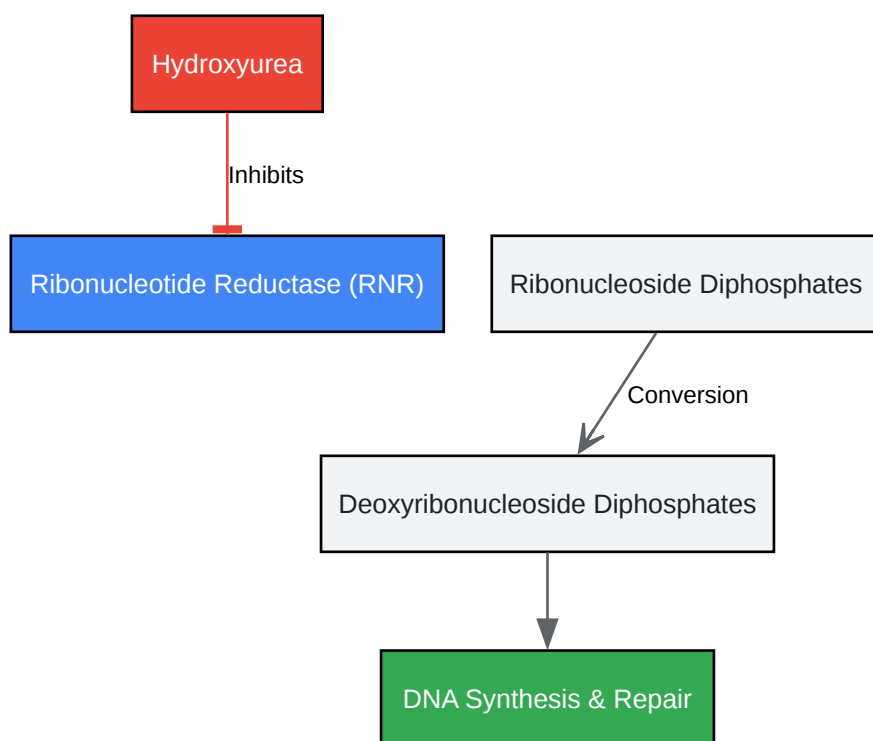 Hydroxyurea
Inhibits
Ribonucleotide Reductase (RNR)
Ribonucleoside Diphosphates
Conversion
Deoxyribonucleoside Diphosphates
DNA Synthesis & Repair